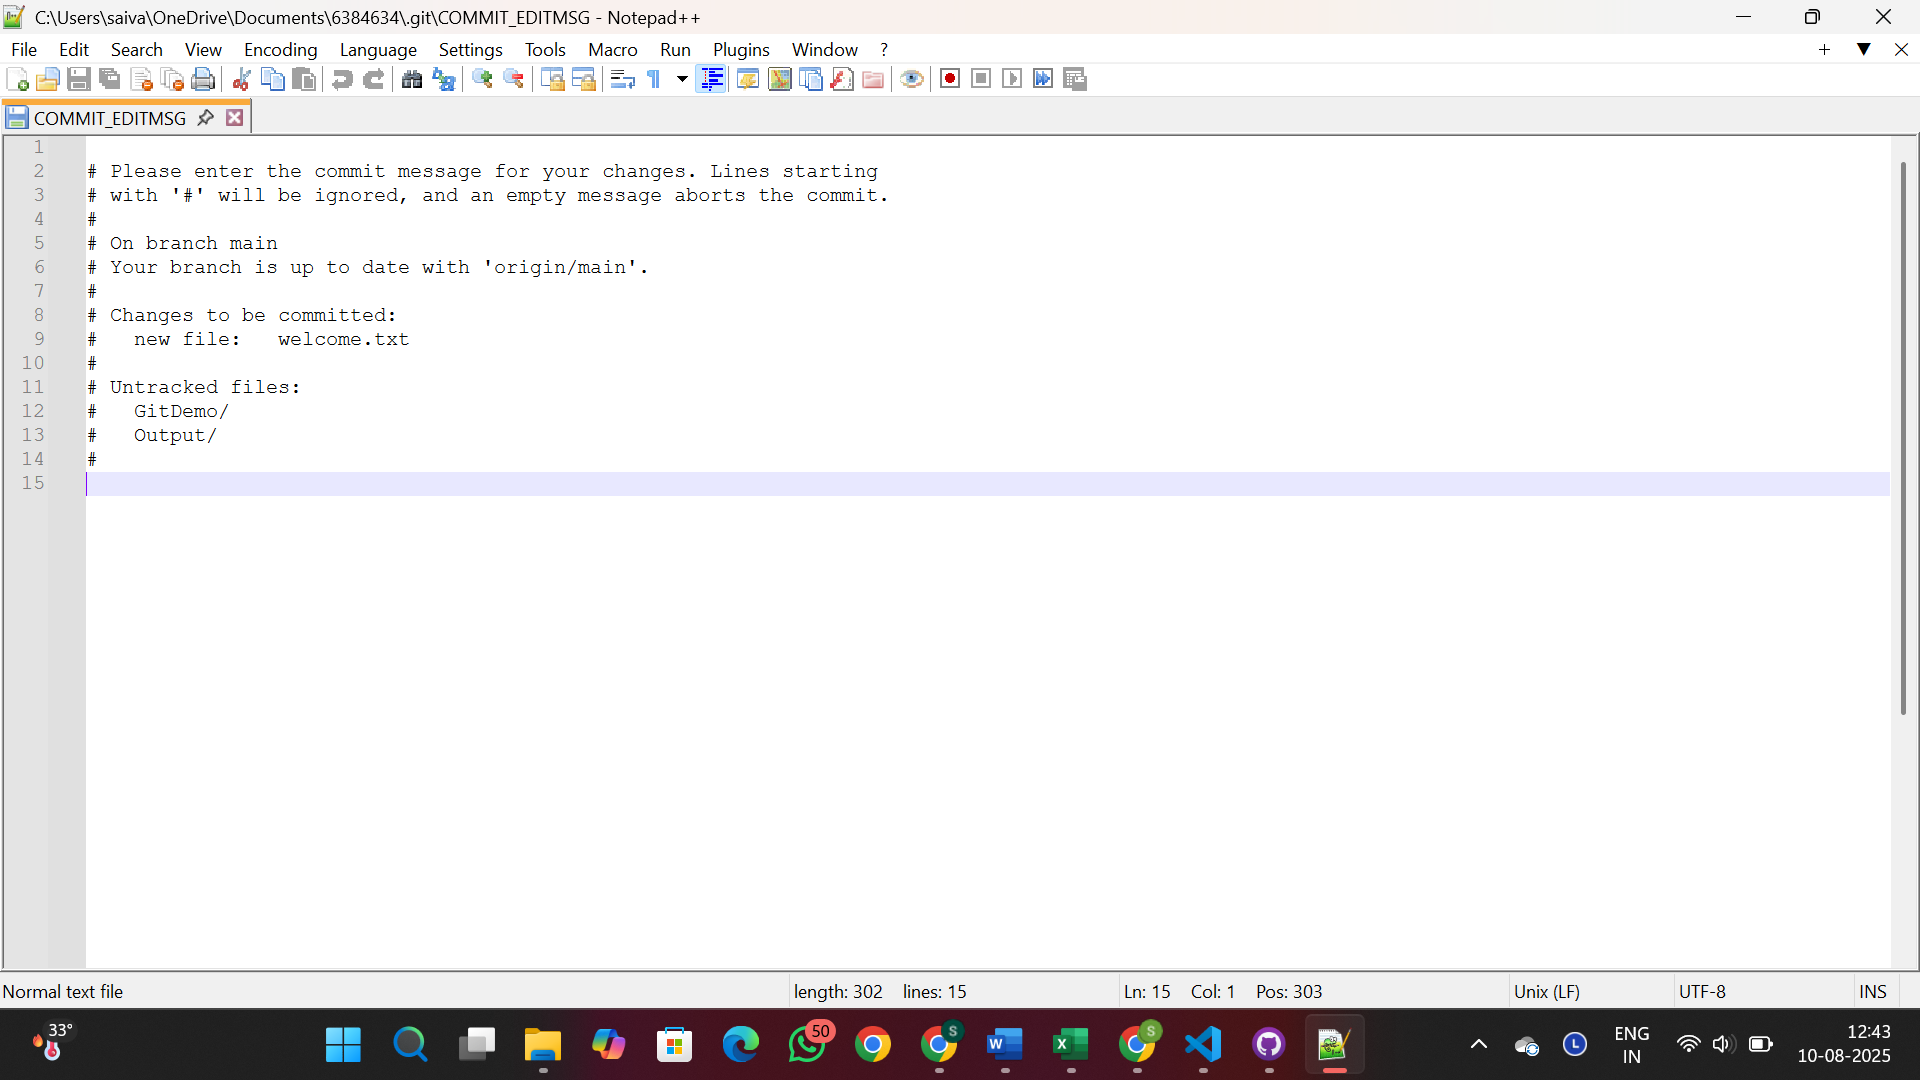 C:\Users\saiva\OneDrive\Documents\6384634\.git\COMMIT_EDITMSG - Notepad++
File Edit Search View Encoding Language Settings Tools Macro Run Plugins Window ?
COMMIT_EDITMSG
1
2 # Please enter the commit message for your changes. Lines starting
3 # with '#' will be ignored, and an empty message aborts the commit.
4 #
5 # On branch main
6 # Your branch is up to date with 'origin/main'.
7 #
8 # Changes to be committed:
9 #	new file:   welcome.txt
10 #
11 # Untracked files:
12 #	GitDemo/
13 #	Output/
14 #
15
Normal text file length: 302 lines: 15 Ln: 15 Col: 1 Pos: 303 Unix (LF) UTF-8 INS
33° 50 S S L ENG 12:43
IN 10-08-2025